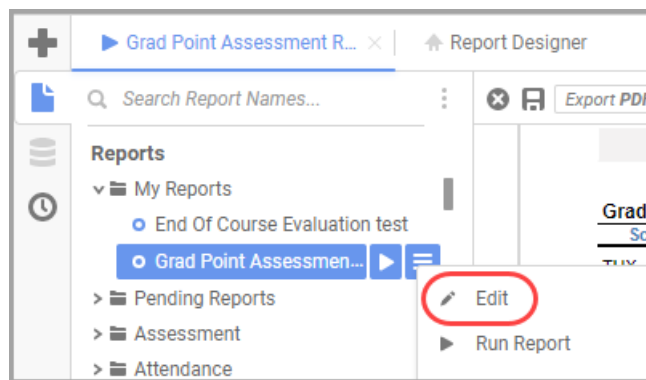 Grad Point Assessment R...
Report Designer
Search Report Names...
Export PDF
Reports
My Reports
End Of Course Evaluation test
Grad Point Assessmen...
Pending Reports
Assessment
Attendance
Grad
Sc
Edit
Run Report